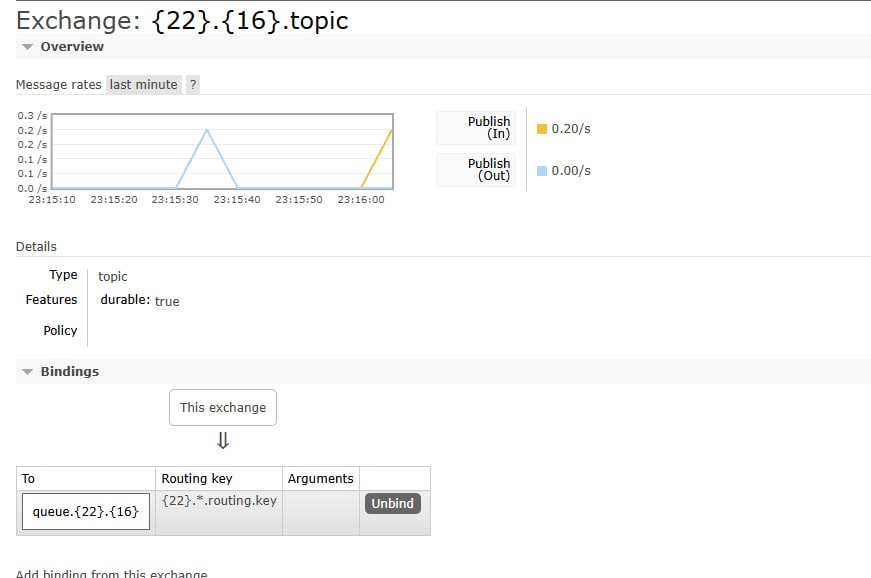 Exchange: {22}.{16}.topic
Overview
Message rates last minute ?
0.3 /s
0.2 /s
0.2 /s
0.1 /s
0.1 /s
0.0 /s
23:15:10 23:15:20 23:15:30 23:15:40 23:15:50 23:16:00
Publish
(In)
0.20/s
Publish
(Out)
0.00/s
Details
Type topic
Features durable: true
Policy
Bindings
This exchange
⇓
To Routing key Arguments
queue.{22}.{16} {22}.*.routing.key Unbind
Add binding from this exchange